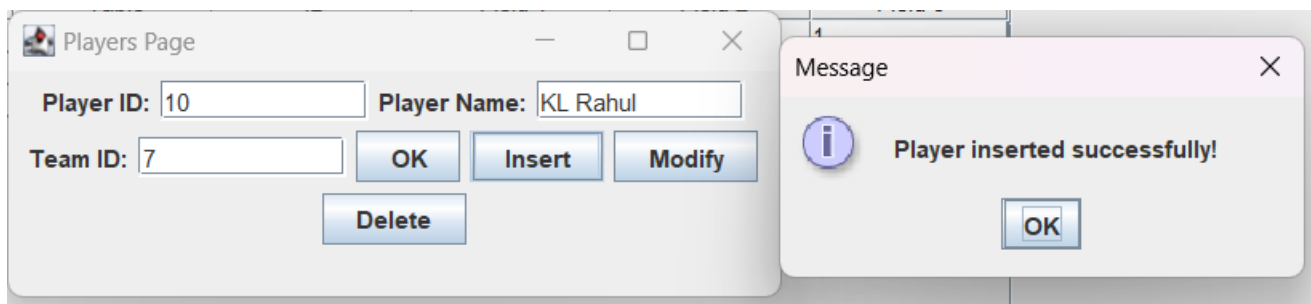 Players Page
Player ID: 10 Player Name: KL Rahul
Team ID: 7 OK Insert Modify
Delete
1
Message
Player inserted successfully!
OK